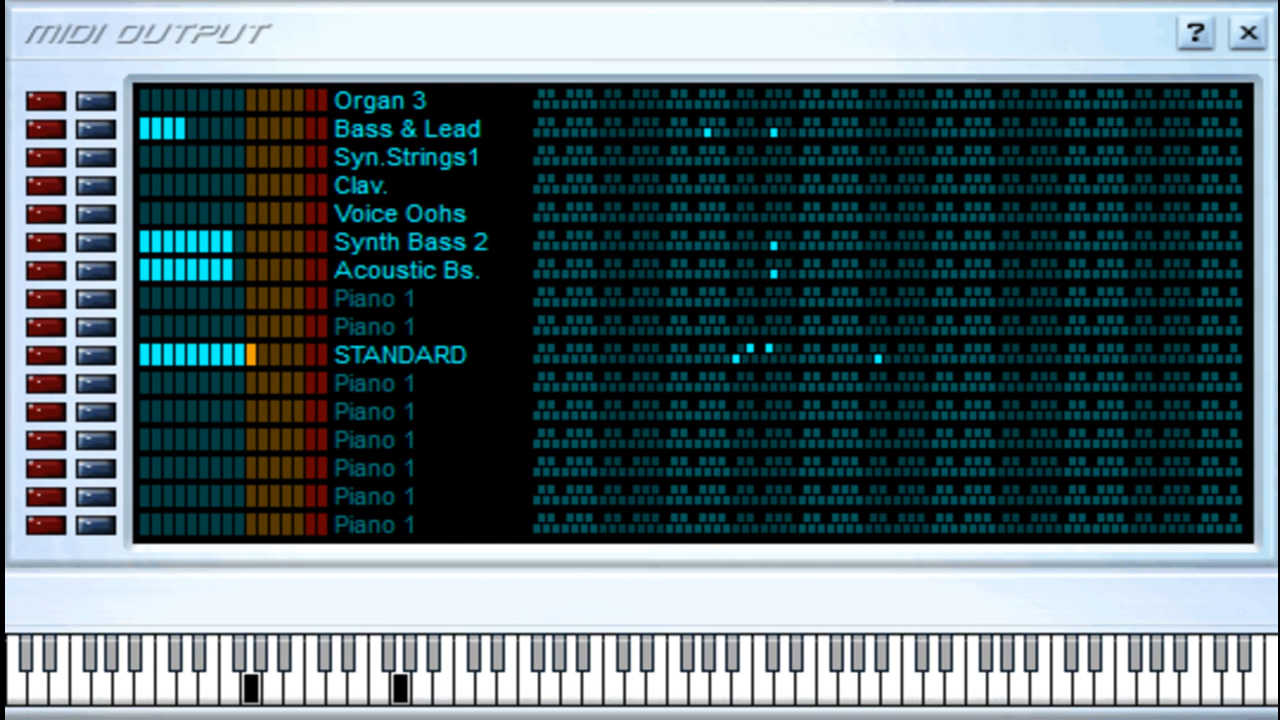 MIDI OUTPUT
? ×
Organ 3
Bass & Lead
Syn.Strings1
Clav.
Voice Oohs
Synth Bass 2
Acoustic Bs.
Piano 1
Piano 1
STANDARD
Piano 1
Piano 1
Piano 1
Piano 1
Piano 1
Piano 1